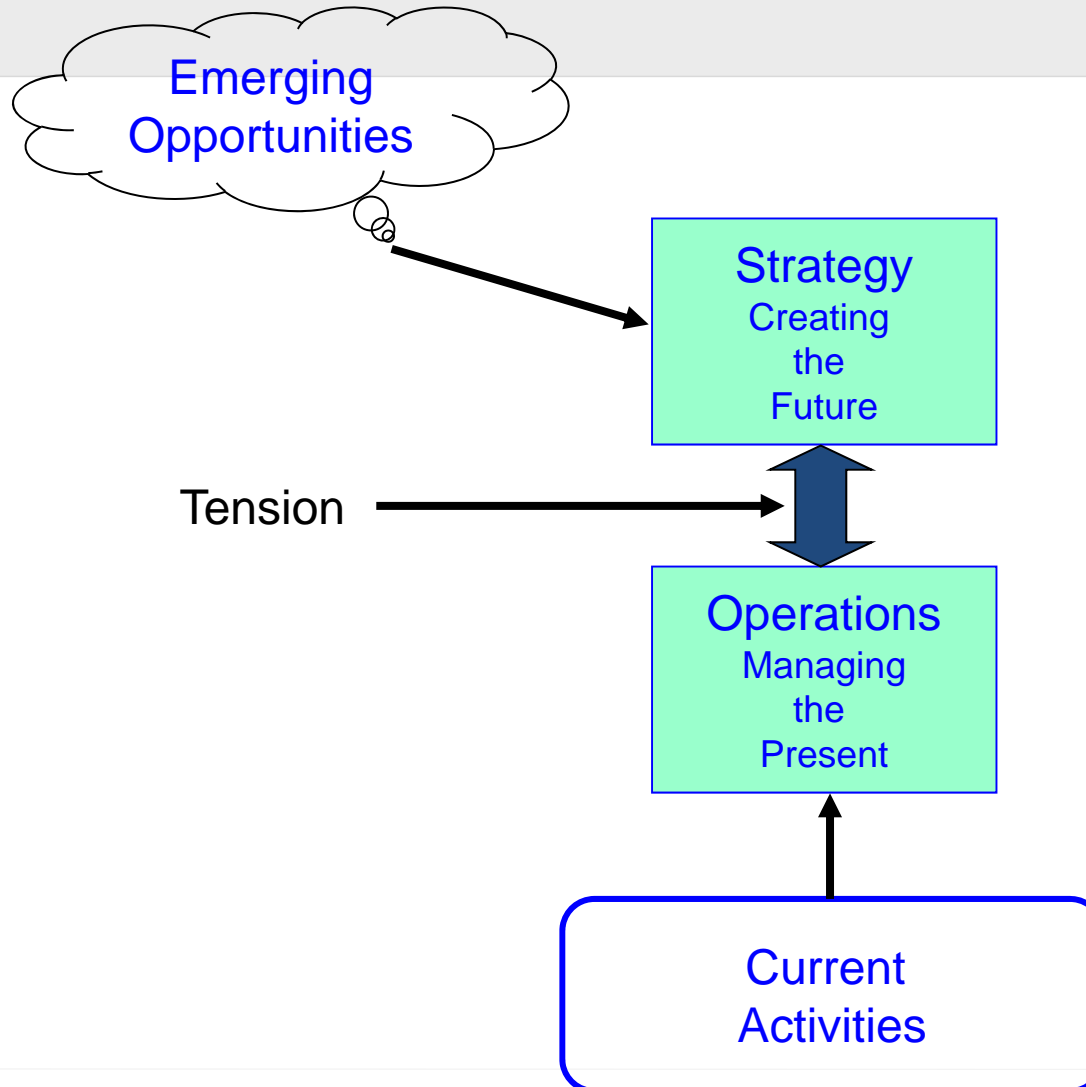 Emerging
Opportunities
Strategy
Creating
the
Future
Tension
Operations
Managing
the
Present
Current
Activities